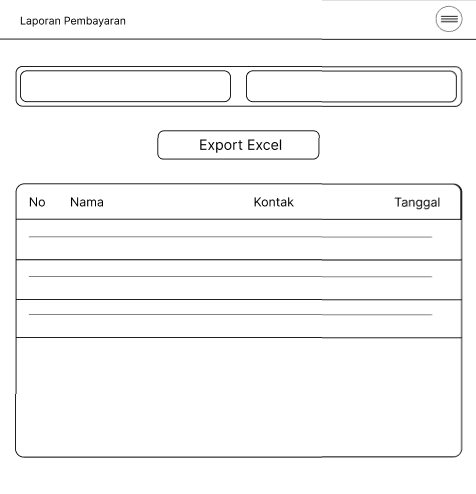 Laporan Pembayaran
Export Excel
No Nama Kontak Tanggal